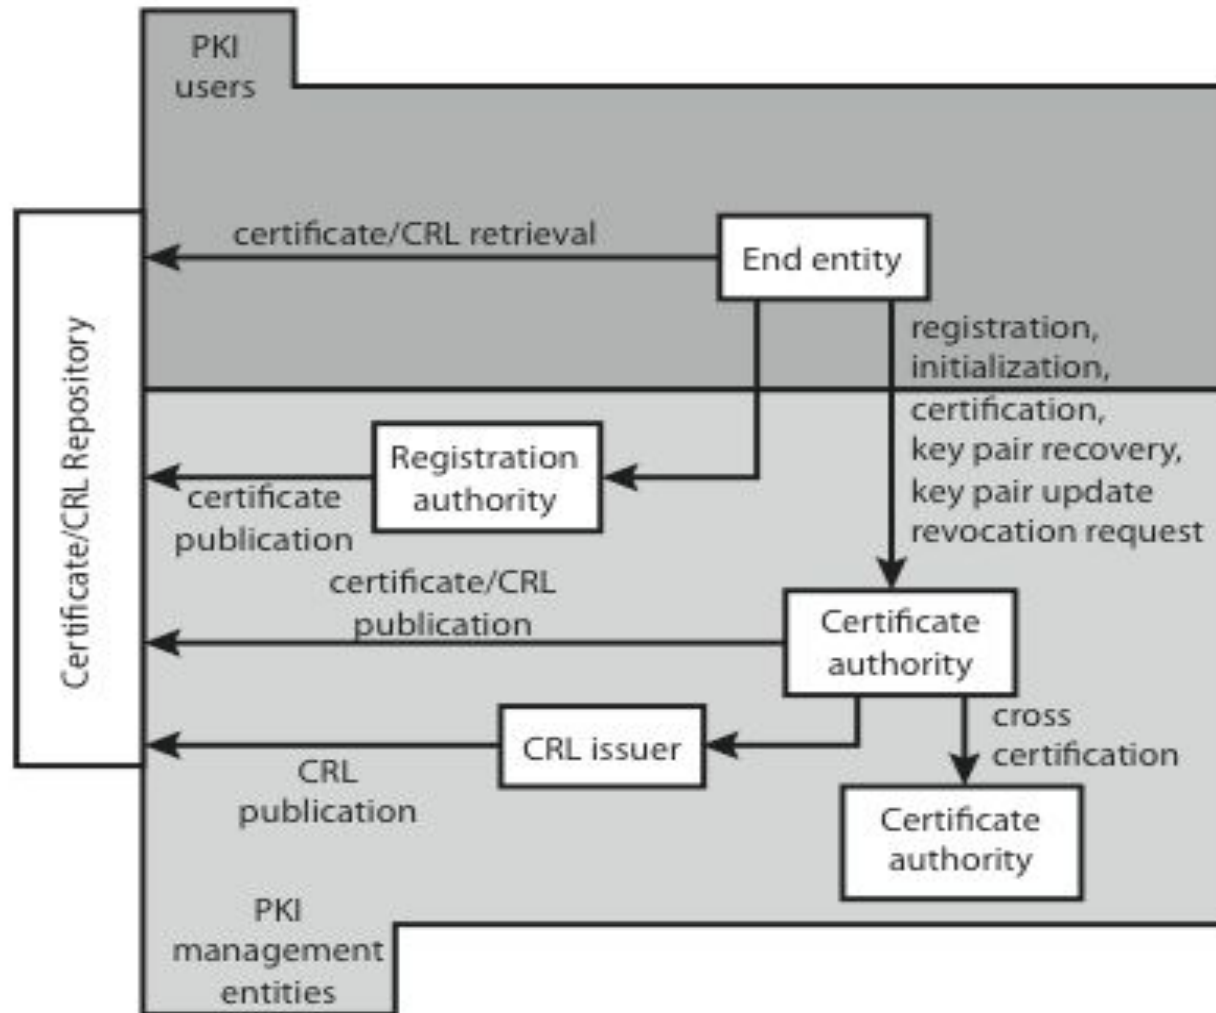 PKI
users
certificate/CRL retrieval
End entity
registration,
initialization,
certification,
key pair recovery,
key pair update
revocation request
Certificate/CRL Repository
Registration
authority
certificate
publication
certificate/CRL
publication
Certificate
authority
CRL issuer
CRL
publication
cross
certification
Certificate
authority
PKI
management
entities